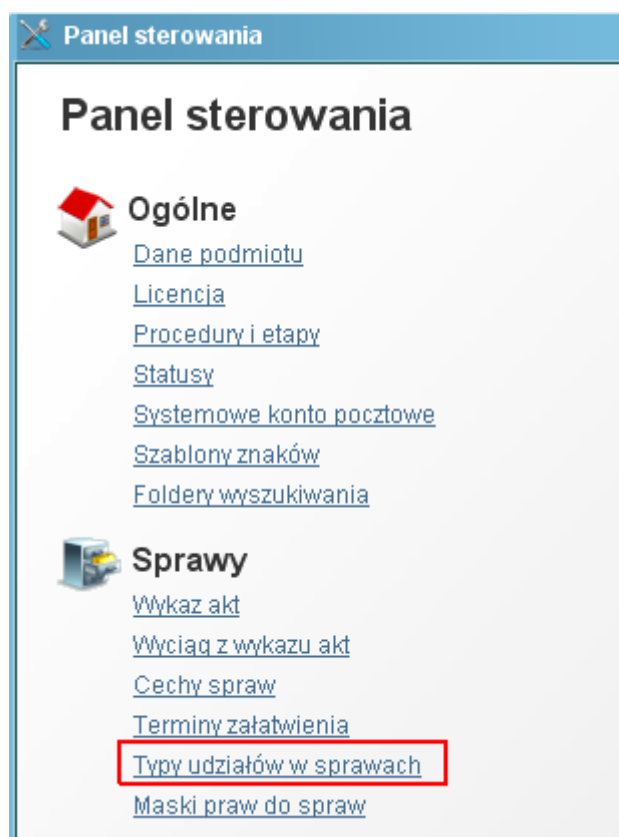 Panel sterowania
Panel sterowania
Ogólne
Dane podmiotu
Licencja
Procedury i etapy
Statusy
Systemowe konto pocztowe
Szablony znaków
Foldery wyszukiwania
Sprawy
Wykaz akt
Wyciąg z wykazu akt
Cechy spraw
Terminy załatwienia
Typy udziałów w sprawach
Maski praw do spraw